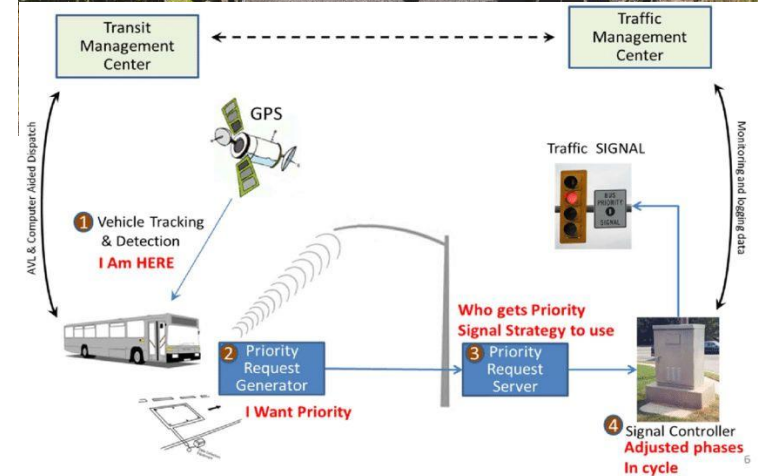 Transit
Management
Center
Traffic
Management
Center
GPS
Traffic SIGNAL
BUS
PRIORITY
SIGNAL
AVL & Computer Aided Dispatch
Monitoring and logging data
1 Vehicle Tracking
& Detection
I Am HERE
Who gets Priority
Signal Strategy to use
2 Priority
Request
Generator
3 Priority
Request
Server
I Want Priority
4 Signal Controller
Adjusted phases
In cycle
6